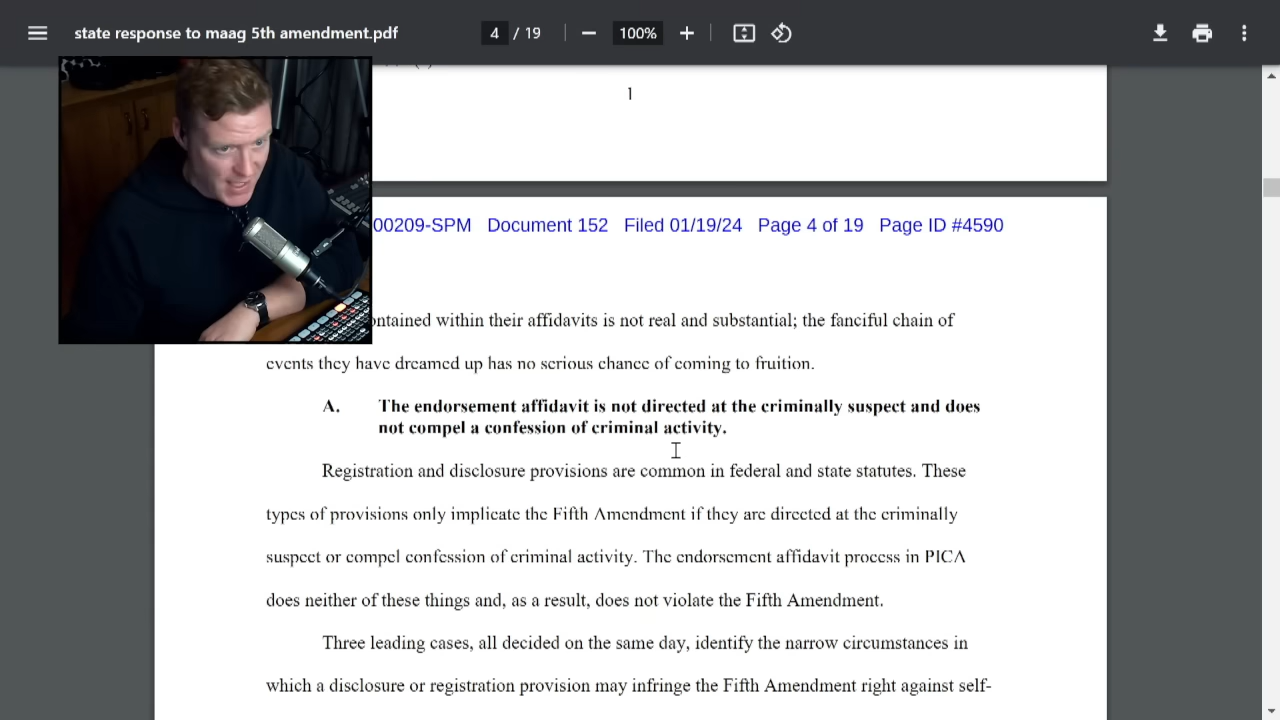 state response to maag 5th amendment.pdf
4 / 19
100%
1
00209-SPM Document 152 Filed 01/19/24 Page 4 of 19 Page ID #4590
ontained within their affidavits is not real and substantial; the fanciful chain of
events they have dreamed up has no serious chance of coming to fruition.
A. The endorsement affidavit is not directed at the criminally suspect and does
not compel a confession of criminal activity.
Registration and disclosure provisions are common in federal and state statutes. These
types of provisions only implicate the Fifth Amendment if they are directed at the criminally
suspect or compel confession of criminal activity. The endorsement affidavit process in PICA
does neither of these things and, as a result, does not violate the Fifth Amendment.
Three leading cases, all decided on the same day, identify the narrow circumstances in
which a disclosure or registration provision may infringe the Fifth Amendment right against self-